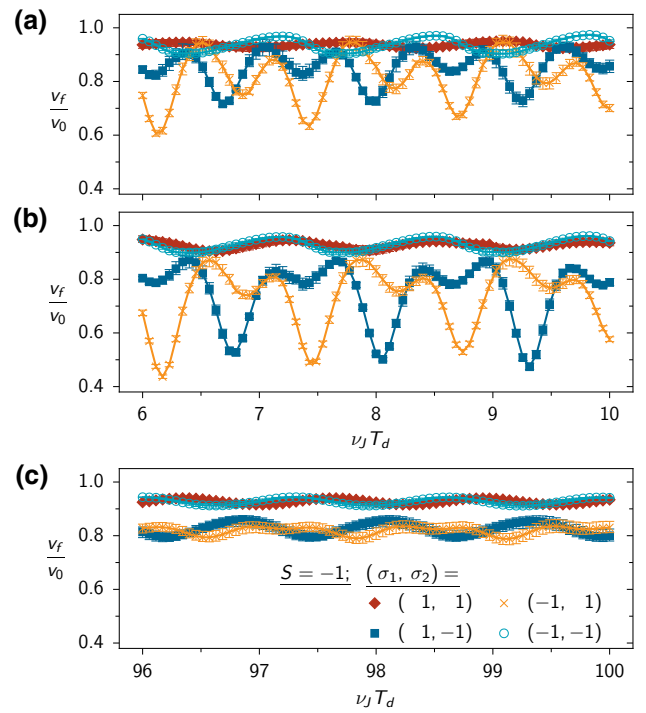 (a)
1.0
0.8
0.6
0.4
v_f
v_0
(b)
1.0
0.8
0.6
0.4
v_f
v_0
6 7 8 9 10
ν_J T_d
(c)
1.0
0.8
0.6
0.4
v_f
v_0
S = −1; (σ_1, σ_2) =
( 1, 1) (−1, 1)
( 1, −1) (−1, −1)
96 97 98 99 100
ν_J T_d